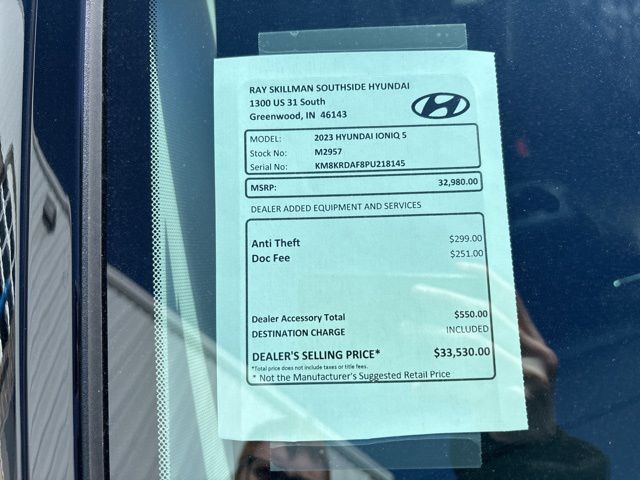 RAY SKILLMAN SOUTHSIDE HYUNDAI
1300 US 31 South
Greenwood, IN 46143
MODEL: 2023 HYUNDAI IONIQ 5
Stock No: M2957
Serial No: KM8KRDAF8PU218145
MSRP: 32,980.00
DEALER ADDED EQUIPMENT AND SERVICES
Anti Theft $299.00
Doc Fee $251.00
Dealer Accessory Total $550.00
DESTINATION CHARGE INCLUDED
DEALER'S SELLING PRICE* $33,530.00
*Total price does not include taxes or title fees.
* Not the Manufacturer's Suggested Retail Price